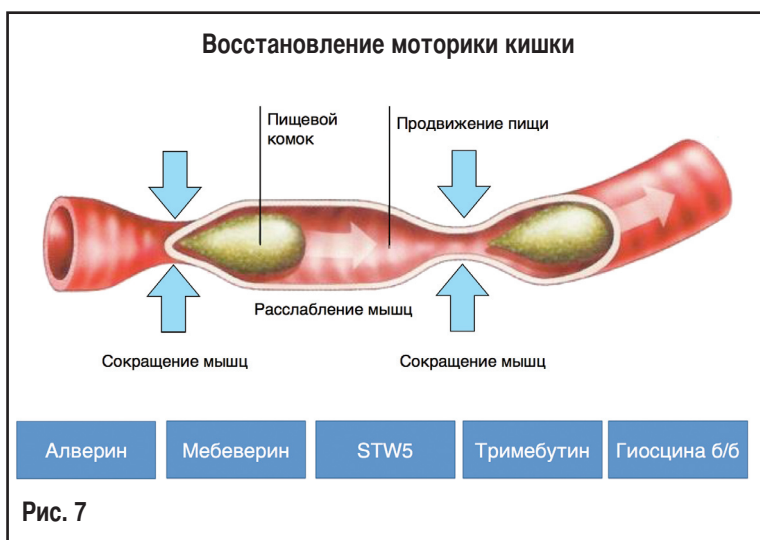 Восстановление моторики кишки
Пищевой
комок
Продвижение пищи
Расслабление мышц
Сокращение мышц
Сокращение мышц
Алверин
Мебеверин
STW5
Тримебутин
Гиосцина б/б
Рис. 7